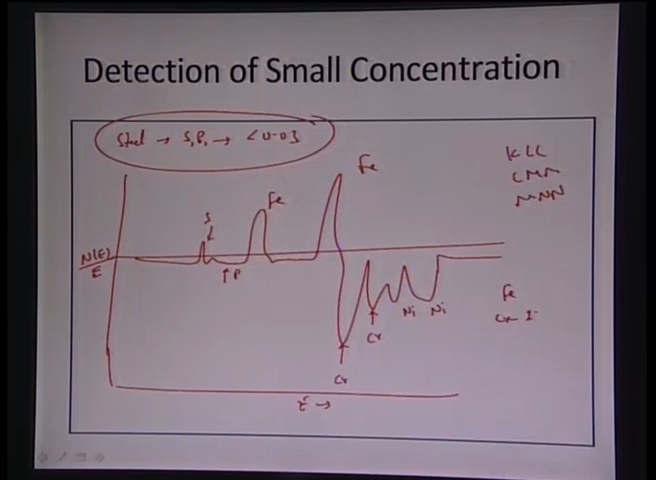 Detection of Small Concentration
Steel → S, P, → < 0.03
KLL
LMM
MNN
Fe
Fe
S
N(E)
E
↑P
Ni Ni
Fe
Cr
Cr
E →